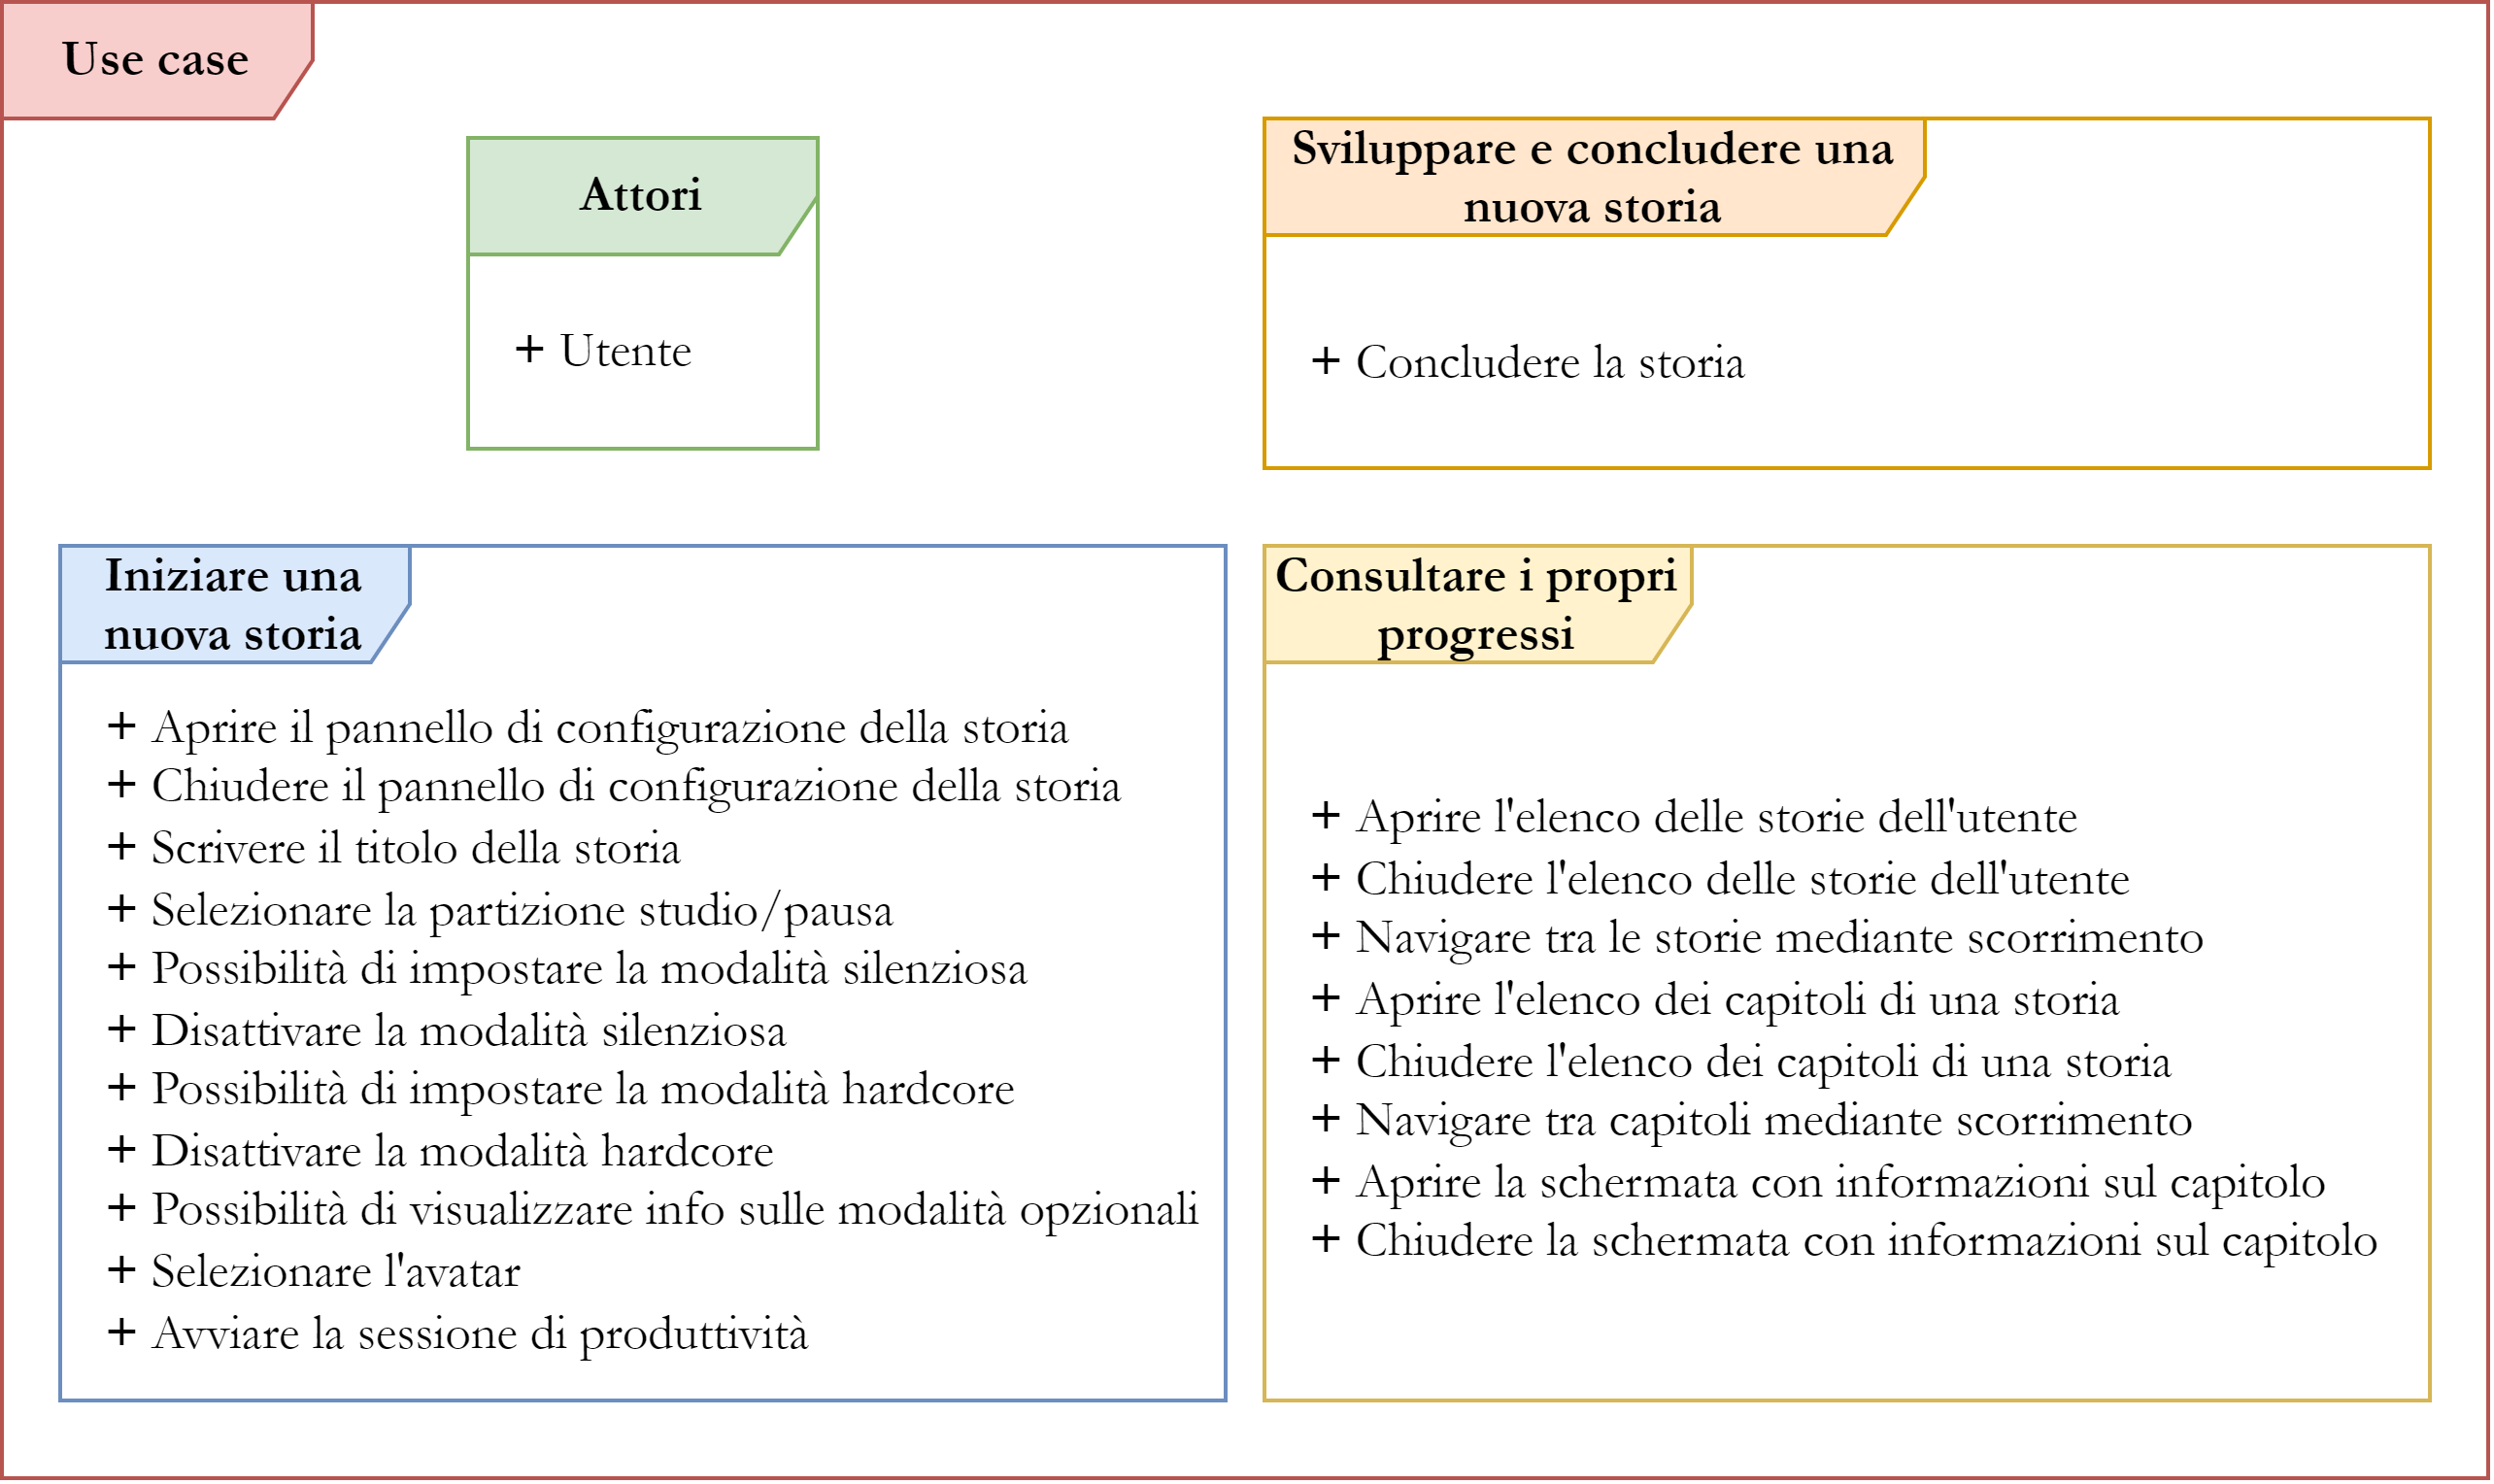 Use case
Attori
+ Utente
Sviluppare e concludere una
nuova storia
+ Concludere la storia
Iniziare una
nuova storia
+ Aprire il pannello di configurazione della storia
+ Chiudere il pannello di configurazione della storia
+ Scrivere il titolo della storia
+ Selezionare la partizione studio/pausa
+ Possibilità di impostare la modalità silenziosa
+ Disattivare la modalità silenziosa
+ Possibilità di impostare la modalità hardcore
+ Disattivare la modalità hardcore
+ Possibilità di visualizzare info sulle modalità opzionali
+ Selezionare l'avatar
+ Avviare la sessione di produttività
Consultare i propri
progressi
+ Aprire l'elenco delle storie dell'utente
+ Chiudere l'elenco delle storie dell'utente
+ Navigare tra le storie mediante scorrimento
+ Aprire l'elenco dei capitoli di una storia
+ Chiudere l'elenco dei capitoli di una storia
+ Navigare tra capitoli mediante scorrimento
+ Aprire la schermata con informazioni sul capitolo
+ Chiudere la schermata con informazioni sul capitolo